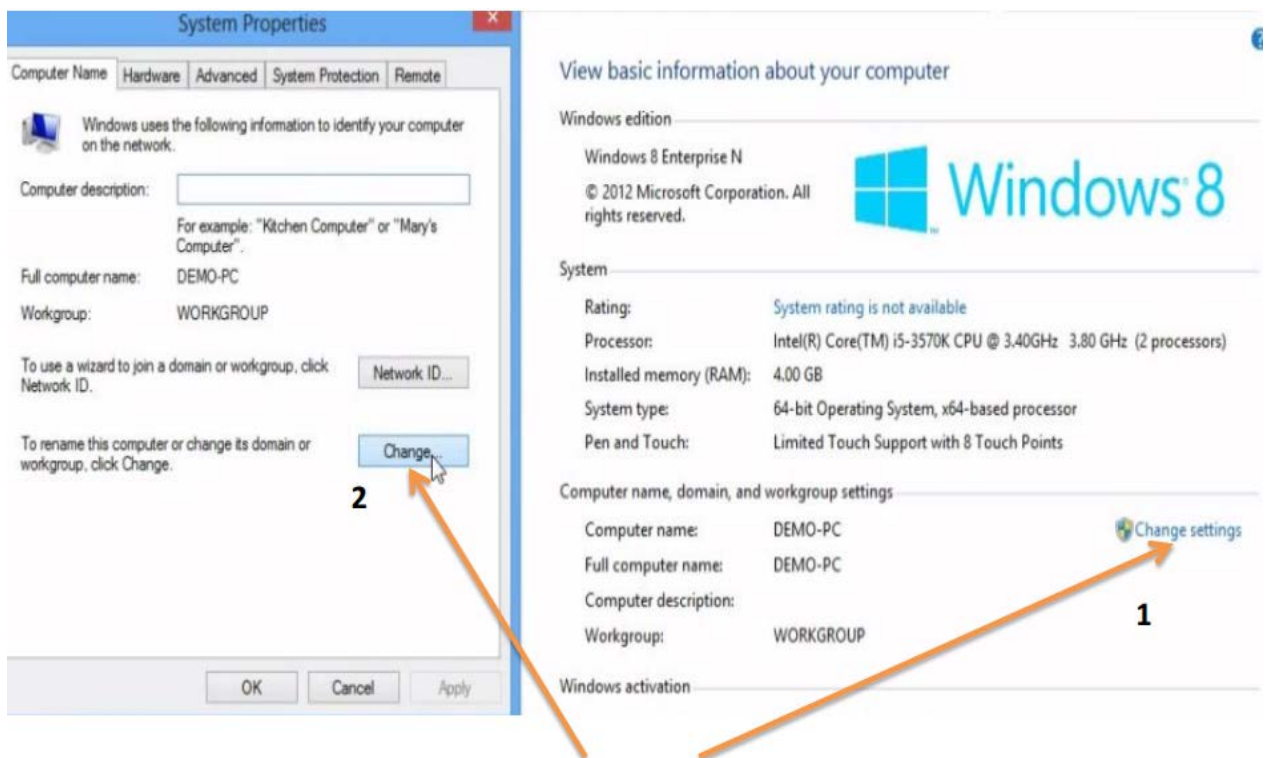 System Properties
Computer Name Hardware Advanced System Protection Remote
Windows uses the following information to identify your computer
on the network.
Computer description:
For example: "Kitchen Computer" or "Mary's
Computer".
Full computer name: DEMO-PC
Workgroup: WORKGROUP
To use a wizard to join a domain or workgroup, click
Network ID.
Network ID...
To rename this computer or change its domain or
workgroup, click Change.
Change...
2
OK Cancel Apply
View basic information about your computer
Windows edition
Windows 8 Enterprise N
© 2012 Microsoft Corporation. All
rights reserved.
Windows 8
System
Rating: System rating is not available
Processor: Intel(R) Core(TM) i5-3570K CPU @ 3.40GHz 3.80 GHz (2 processors)
Installed memory (RAM): 4.00 GB
System type: 64-bit Operating System, x64-based processor
Pen and Touch: Limited Touch Support with 8 Touch Points
Computer name, domain, and workgroup settings
Computer name: DEMO-PC
Change settings
Full computer name: DEMO-PC
Computer description:
1
Workgroup: WORKGROUP
Windows activation